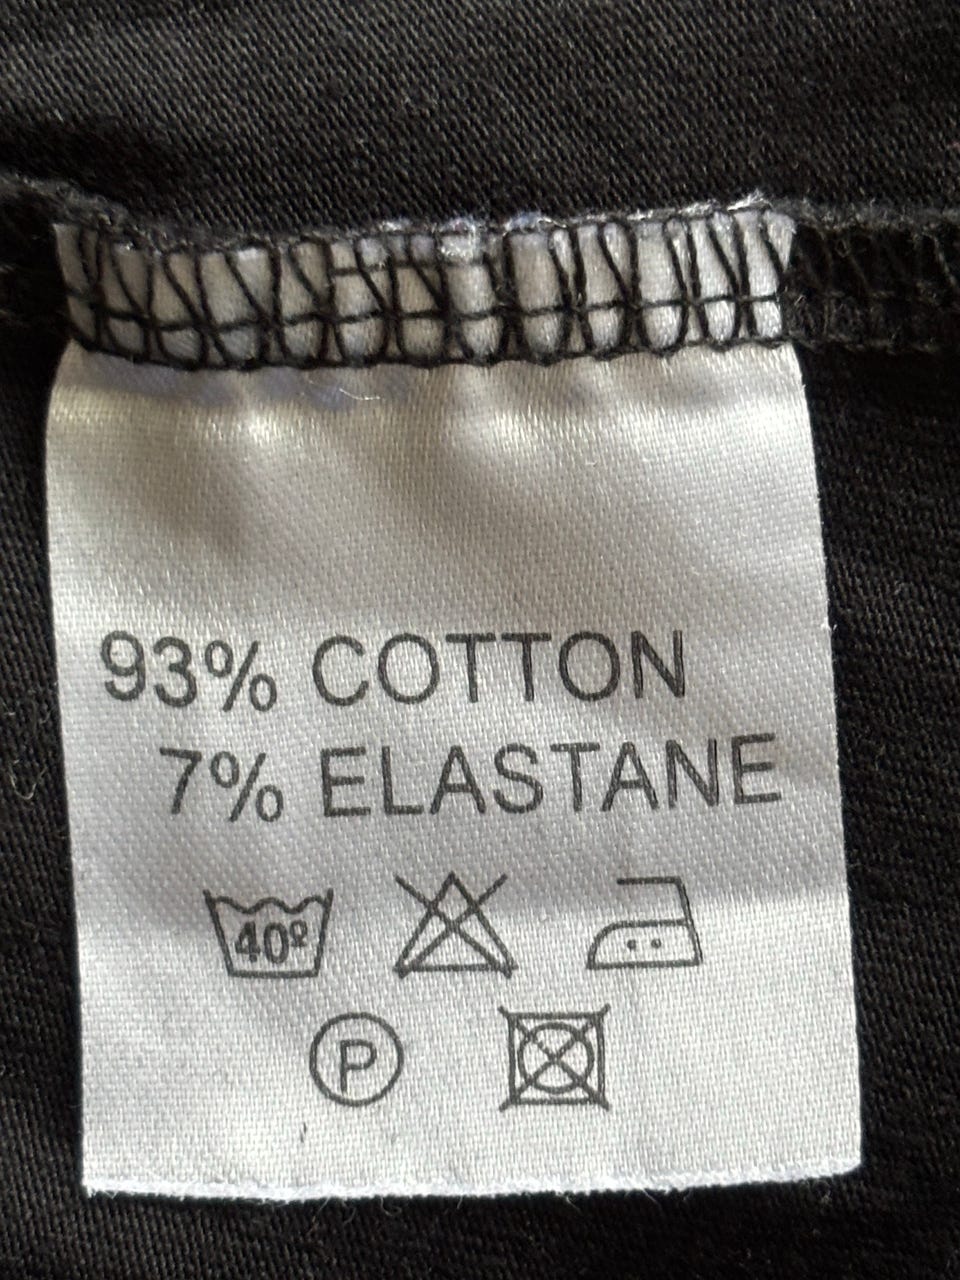 93% COTTON
7% ELASTANE
40º
P